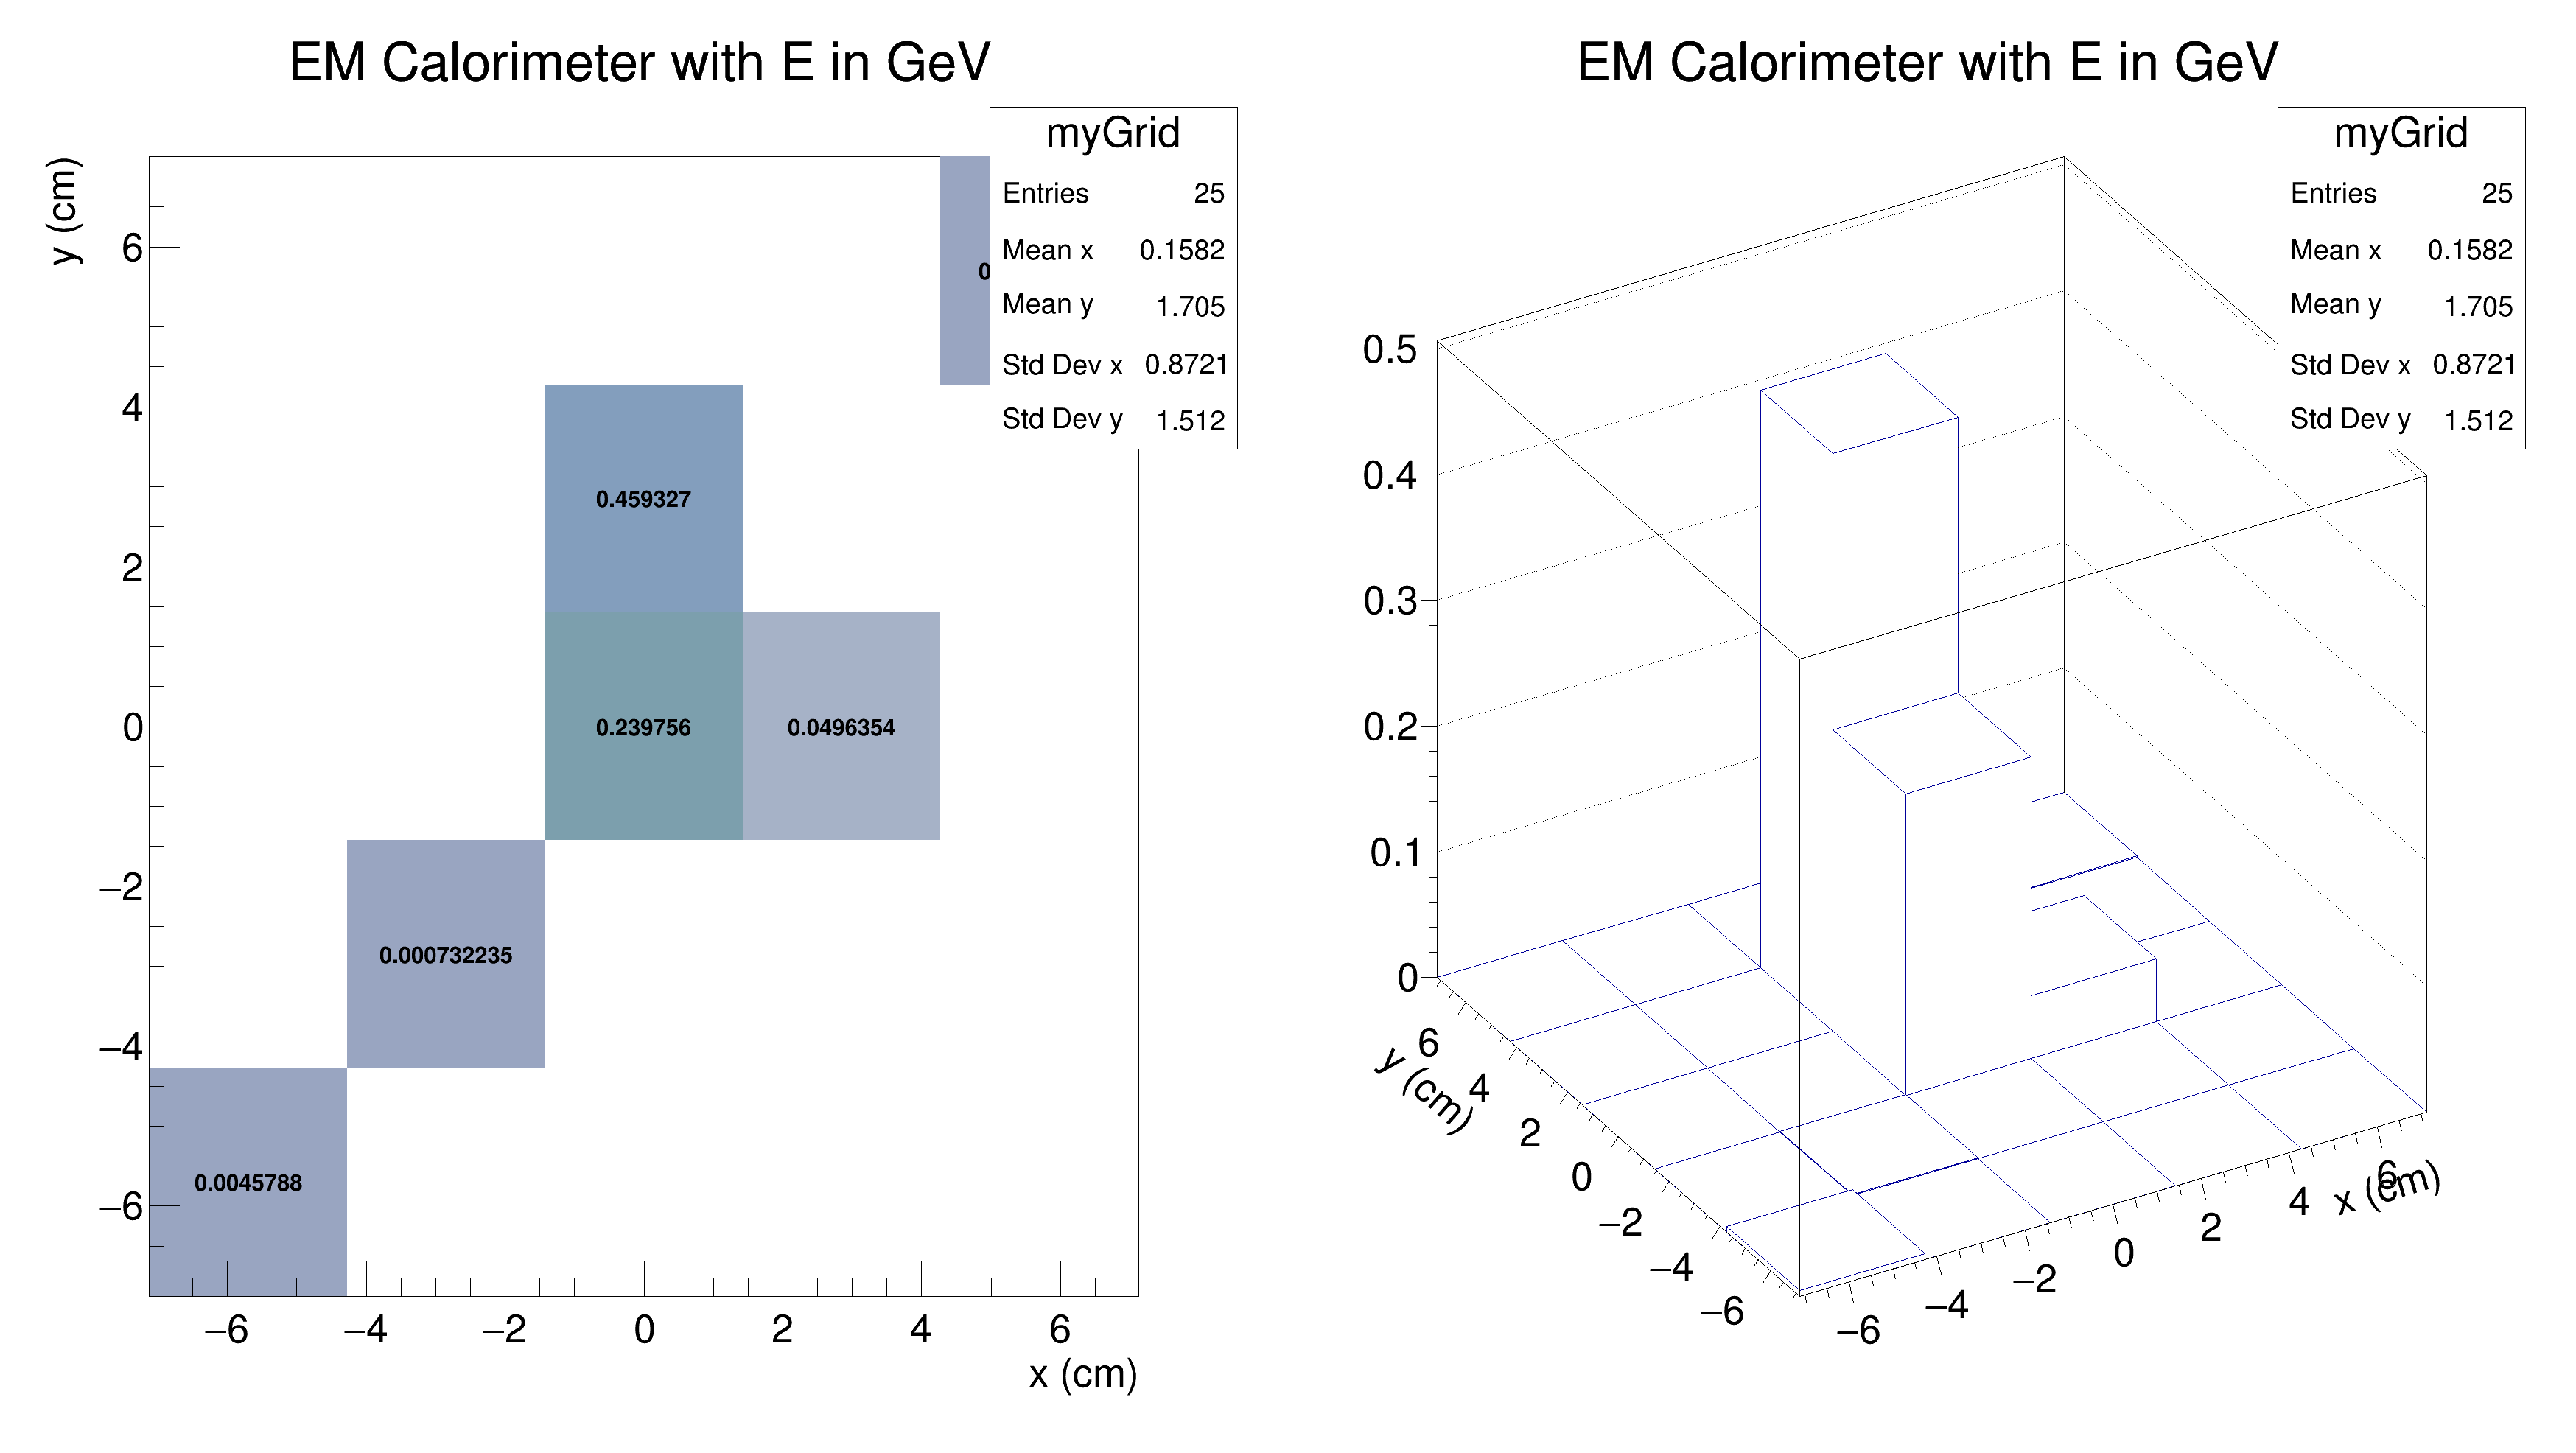 EM Calorimeter with E in GeV
myGrid
Entries 25
Mean x 0.1582
Mean y 1.705
Std Dev x 0.8721
Std Dev y 1.512
y (cm)
6
4
2
0
−2
−4
−6
0
0.459327
0.239756 0.0496354
0.000732235
0.0045788
−6 −4 −2 0 2 4 6
x (cm)
EM Calorimeter with E in GeV
myGrid
Entries 25
Mean x 0.1582
Mean y 1.705
Std Dev x 0.8721
Std Dev y 1.512
0.5
0.4
0.3
0.2
0.1
0
y (cm)
6
4
2
0
−2
−4
−6
−6
−4
−2
0
2
4
6
x (cm)